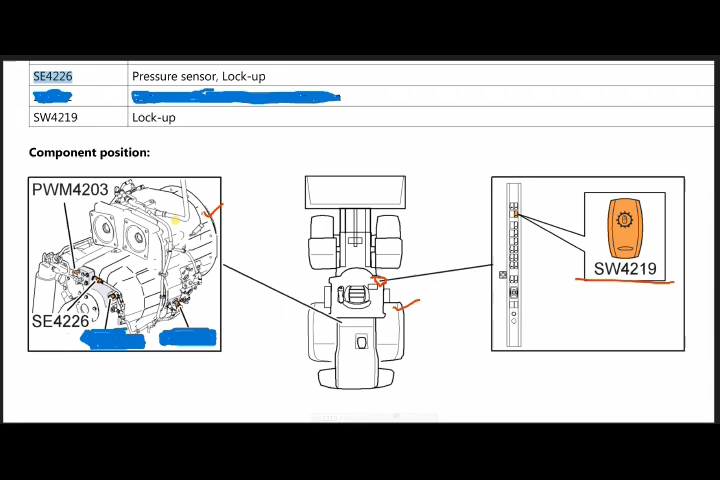 SE4226 Pressure sensor, Lock-up
SW4219 Lock-up
Component position:
PWM4203
SE4226
SW4219